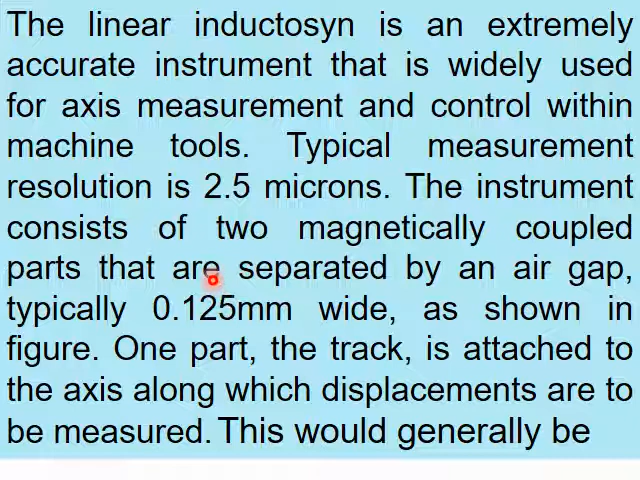 The linear inductosyn is an extremely
accurate instrument that is widely used
for axis measurement and control within
machine tools. Typical measurement
resolution is 2.5 microns. The instrument
consists of two magnetically coupled
parts that are separated by an air gap,
typically 0.125mm wide, as shown in
figure. One part, the track, is attached to
the axis along which displacements are to
be measured. This would generally be